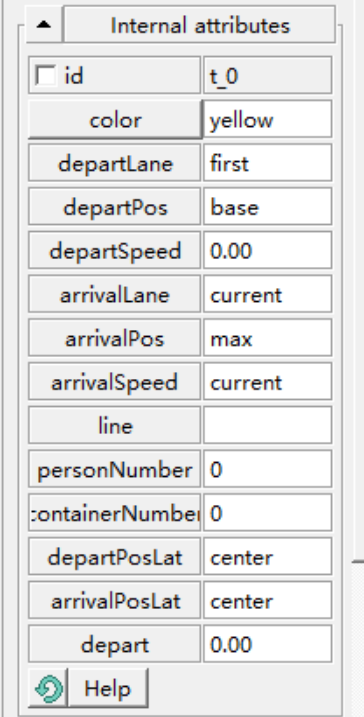 Internal attributes
id t_0
color yellow
departLane first
departPos base
departSpeed 0.00
arrivalLane current
arrivalPos max
arrivalSpeed current
line
personNumber 0
containerNumber 0
departPosLat center
arrivalPosLat center
depart 0.00
Help